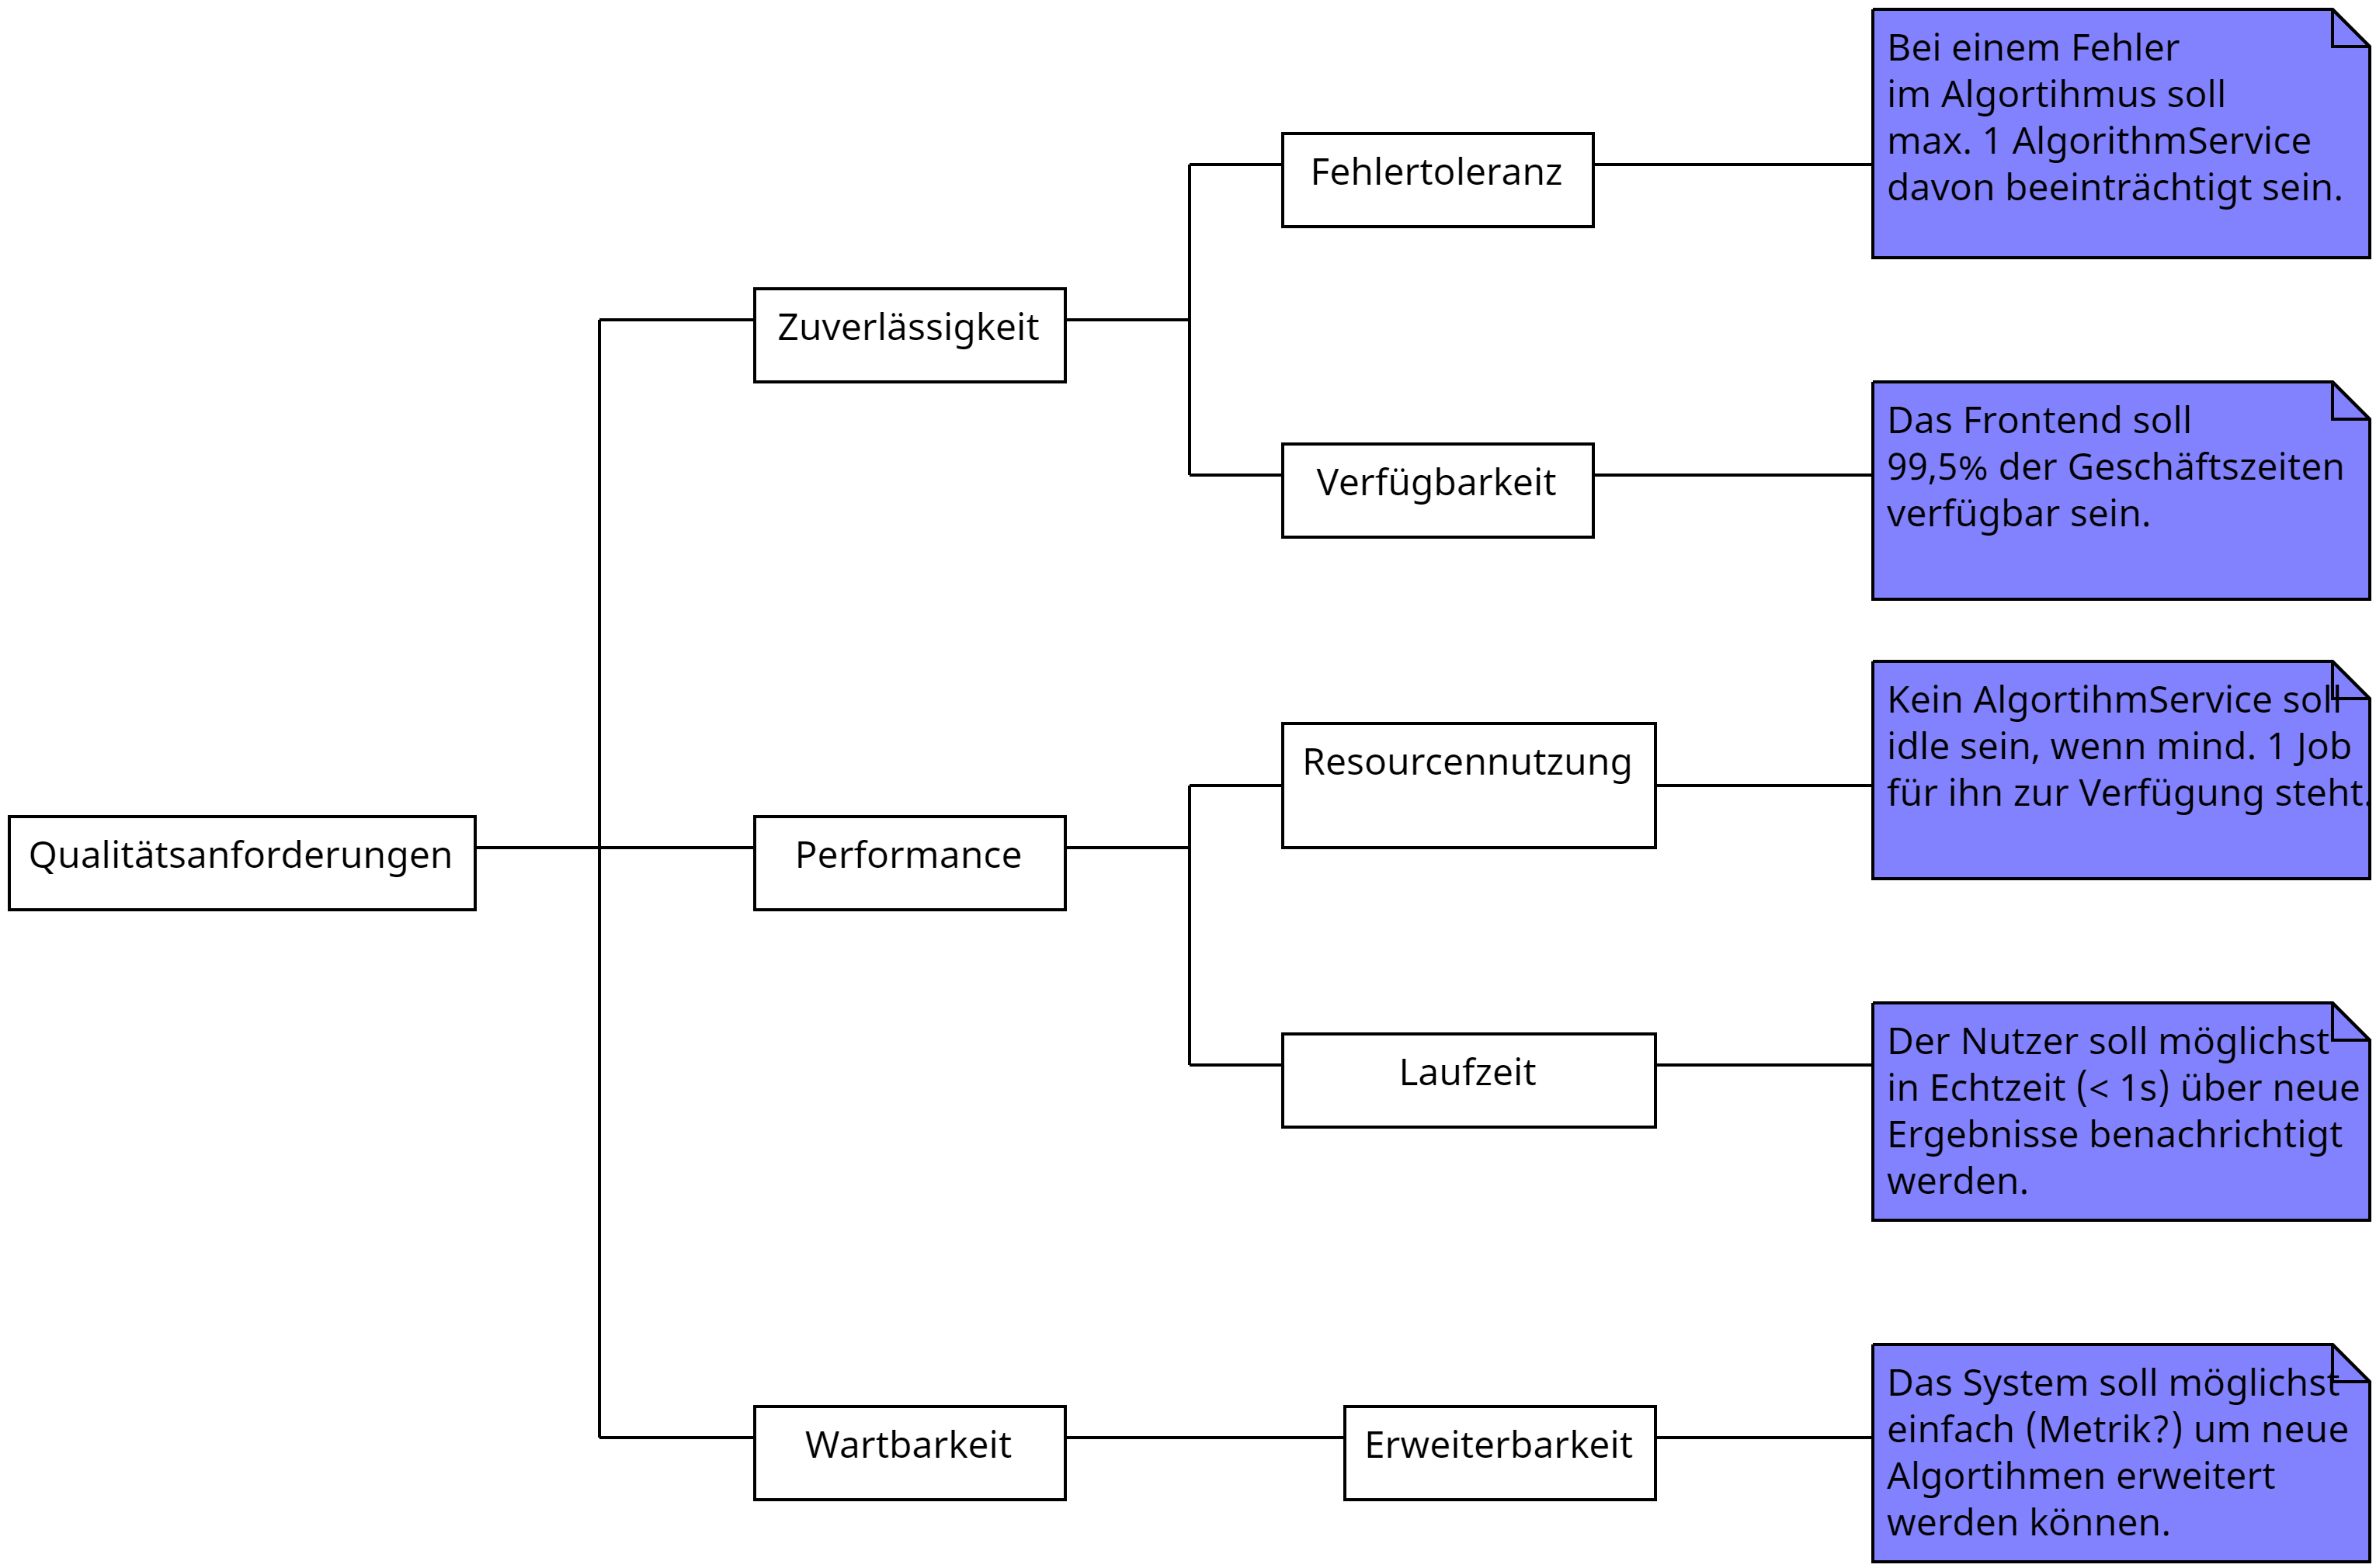 Qualitätsanforderungen
Zuverlässigkeit
Fehlertoleranz
Bei einem Fehler
im Algortihmus soll
max. 1 AlgorithmService
davon beeinträchtigt sein.
Verfügbarkeit
Das Frontend soll
99,5% der Geschäftszeiten
verfügbar sein.
Performance
Resourcennutzung
Kein AlgortihmService soll
idle sein, wenn mind. 1 Job
für ihn zur Verfügung steht.
Laufzeit
Der Nutzer soll möglichst
in Echtzeit (< 1s) über neue
Ergebnisse benachrichtigt
werden.
Wartbarkeit
Erweiterbarkeit
Das System soll möglichst
einfach (Metrik?) um neue
Algortihmen erweitert
werden können.